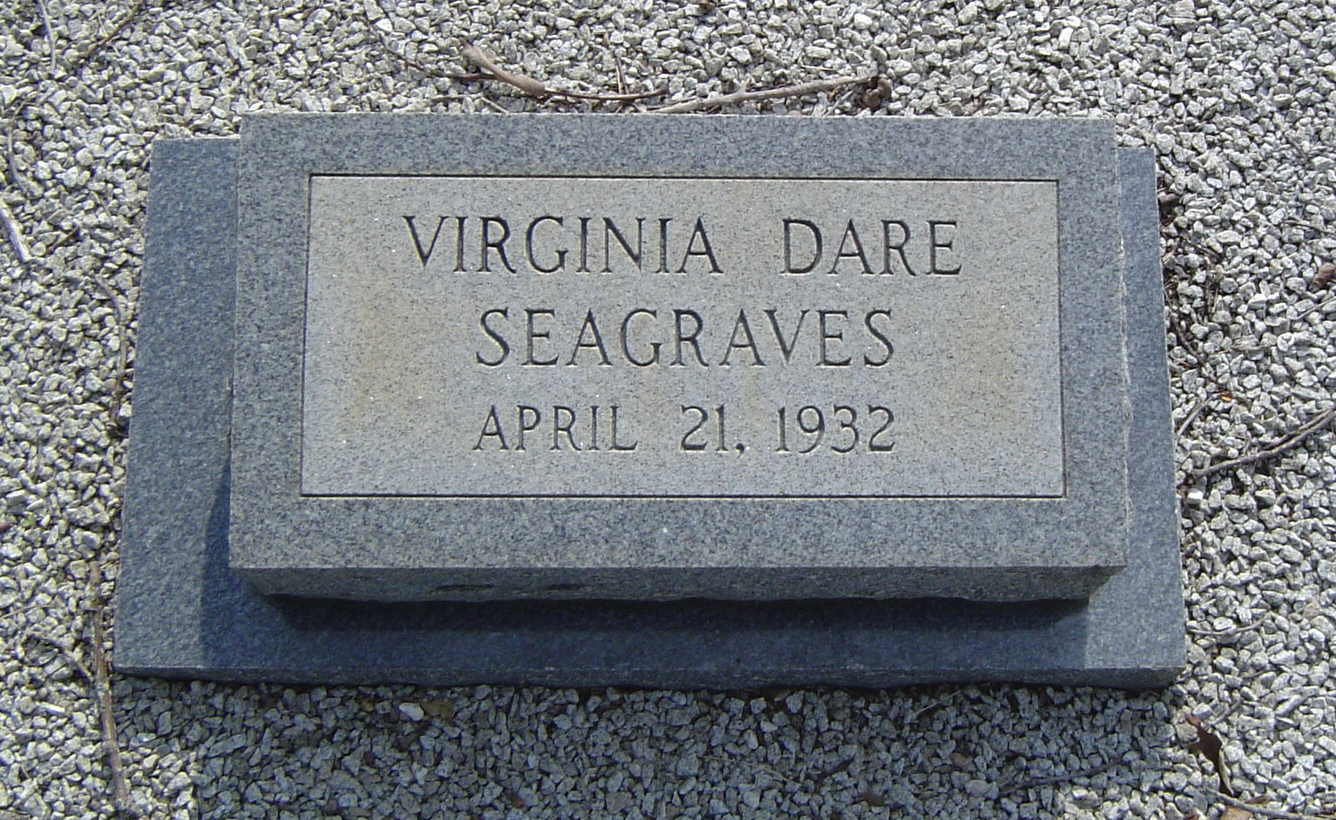 VIRGINIA DARE
SEAGRAVES
APRIL 21, 1932